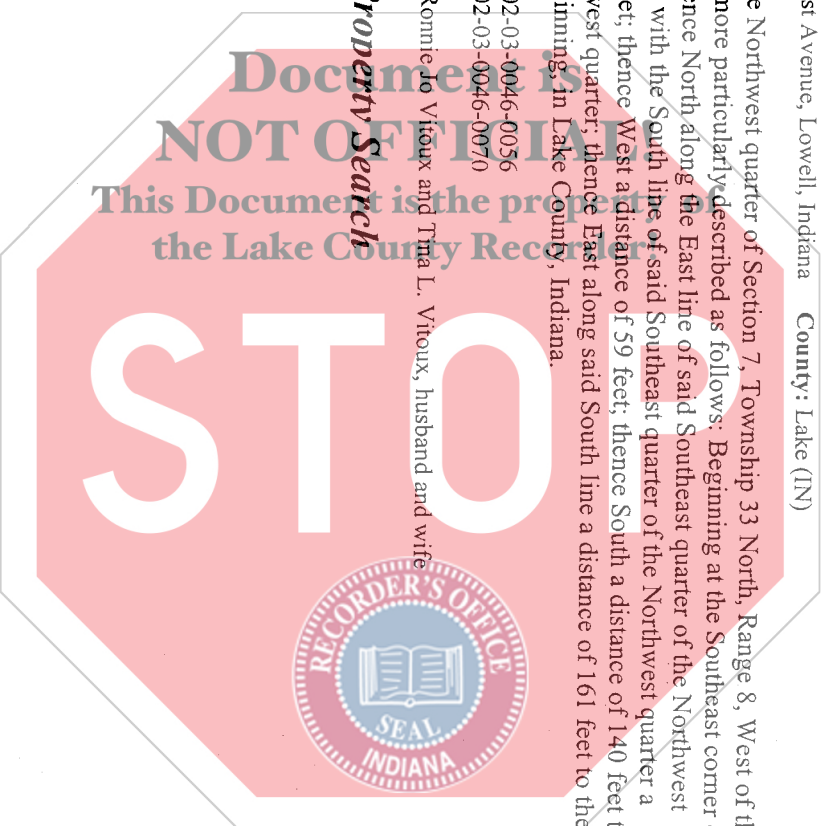 st Avenue, Lowell, Indiana County: Lake (IN)
e Northwest quarter of Section 7, Township 33 North, Range 8, West of th
more particularly described as follows: Beginning at the Southeast corner
ence North along the East line of said Southeast quarter of the Northwest
with the South line of said Southeast quarter of the Northwest quarter a
et; thence West a distance of 59 feet; thence South a distance of 140 feet t
vest quarter; thence East along said South line a distance of 161 feet to the
inning, in Lake County, Indiana.
02-03-0046-0056
02-03-0046-0070
Ronnie Jo Vitoux and Tina L. Vitoux, husband and wife
Property Search
Document is
NOT OFFICIAL!
This Document is the property of
the Lake County Recorder!
STOP
RECORDER'S OFFICE
SEAL
INDIANA